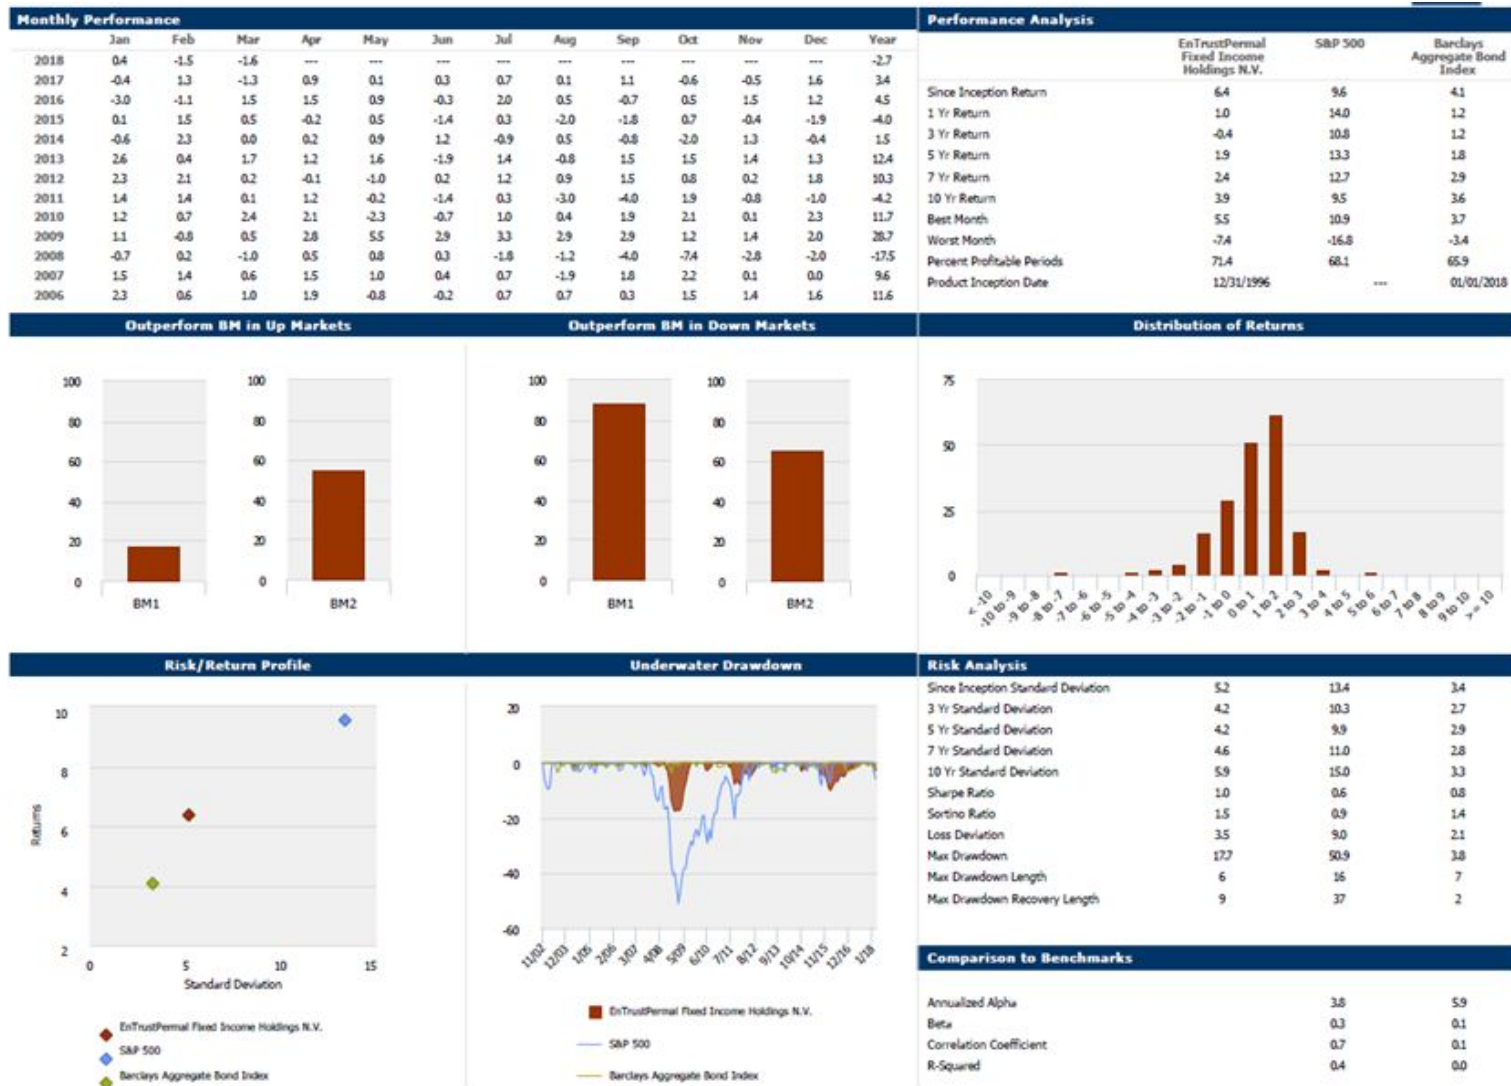 Monthly Performance
Jan Feb Mar Apr May Jun Jul Aug Sep Oct Nov Dec Year
2018 0.4 -1.5 -1.6 --- --- --- --- --- --- --- --- --- -2.7
2017 -0.4 1.3 -1.3 0.9 0.1 0.3 0.7 0.1 1.1 -0.6 -0.5 1.6 3.4
2016 -3.0 -1.1 1.5 1.5 0.9 -0.3 2.0 0.5 -0.7 0.5 1.5 1.2 4.5
2015 0.1 1.5 0.5 -0.2 0.5 -1.4 0.3 -2.0 -1.8 0.7 -0.4 -1.9 -4.0
2014 -0.6 2.3 0.0 0.2 0.9 1.2 -0.9 0.5 -0.8 -2.0 1.3 -0.4 1.5
2013 2.6 0.4 1.7 1.2 1.6 -1.9 1.4 -0.8 1.5 1.5 1.4 1.3 12.4
2012 2.3 2.1 0.2 -0.1 -1.0 0.2 1.2 0.9 1.5 0.8 0.2 1.8 10.3
2011 1.4 1.4 0.1 1.2 -0.2 -1.4 0.3 -3.0 -4.0 1.9 -0.8 -1.0 -4.2
2010 1.2 0.7 2.4 2.1 -2.3 -0.7 1.0 0.4 1.9 2.1 0.1 2.3 11.7
2009 1.1 -0.8 0.5 2.8 5.5 2.9 3.3 2.9 2.9 1.2 1.4 2.0 28.7
2008 -0.7 0.2 -1.0 0.5 0.8 0.3 -1.8 -1.2 -4.0 -7.4 -2.8 -2.0 -17.5
2007 1.5 1.4 0.6 1.5 1.0 0.4 0.7 -1.9 1.8 2.2 0.1 0.0 9.6
2006 2.3 0.6 1.0 1.9 -0.8 -0.2 0.7 0.7 0.3 1.5 1.4 1.6 11.6
Performance Analysis
EnTrustPermal S&P 500 Barclays
Fixed Income Aggregate Bond
Holdings N.V. Index
Since Inception Return 6.4 9.6 4.1
1 Yr Return 1.0 14.0 1.2
3 Yr Return -0.4 10.8 1.2
5 Yr Return 1.9 13.3 1.8
7 Yr Return 2.4 12.7 2.9
10 Yr Return 3.9 9.5 3.6
Best Month 5.5 10.9 3.7
Worst Month -7.4 -16.8 -3.4
Percent Profitable Periods 71.4 68.1 65.9
Product Inception Date 12/31/1996 --- 01/01/2018
Outperform BM in Up Markets
100 100
80 80
60 60
40 40
20 20
0 0
BM1 BM2
Outperform BM in Down Markets
100 100
80 80
60 60
40 40
20 20
0 0
BM1 BM2
Distribution of Returns
75
50
25
0
< -10 -10 to -9 -9 to -8 -8 to -7 -7 to -6 -6 to -5 -5 to -4 -4 to -3 -3 to -2 -2 to -1 -1 to 0 0 to 1 1 to 2 2 to 3 3 to 4 4 to 5 5 to 6 6 to 7 7 to 8 8 to 9 9 to 10 >= 10
Risk/Return Profile
Returns
10
8
6
4
2
0 5 10 15
Standard Deviation
EnTrustPermal Fixed Income Holdings N.V.
S&P 500
Barclays Aggregate Bond Index
Underwater Drawdown
20
0
-20
-40
-60
11/02 12/03 1/05 2/06 3/07 4/08 5/09 6/10 7/11 8/12 9/13 10/14 11/15 12/16 1/18
EnTrustPermal Fixed Income Holdings N.V.
S&P 500
Barclays Aggregate Bond Index
Risk Analysis
Since Inception Standard Deviation 5.2 13.4 3.4
3 Yr Standard Deviation 4.2 10.3 2.7
5 Yr Standard Deviation 4.2 9.9 2.9
7 Yr Standard Deviation 4.6 11.0 2.8
10 Yr Standard Deviation 5.9 15.0 3.3
Sharpe Ratio 1.0 0.6 0.8
Sortino Ratio 1.5 0.9 1.4
Loss Deviation 3.5 9.0 2.1
Max Drawdown 17.7 50.9 3.8
Max Drawdown Length 6 16 7
Max Drawdown Recovery Length 9 37 2
Comparison to Benchmarks
Annualized Alpha 3.8 5.9
Beta 0.3 0.1
Correlation Coefficient 0.7 0.1
R-Squared 0.4 0.0